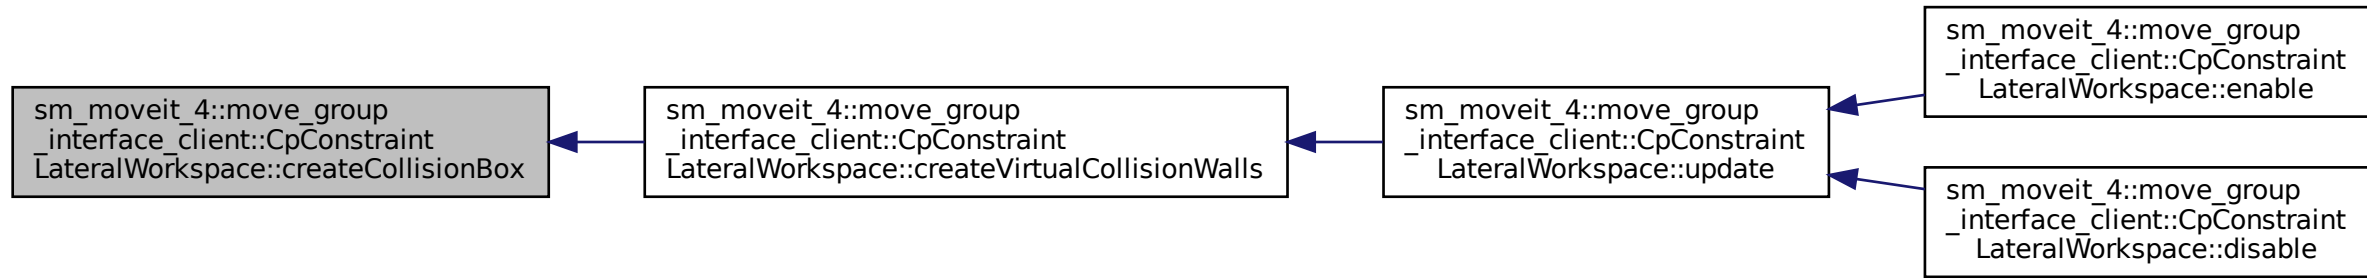 sm_moveit_4::move_group
_interface_client::CpConstraint
LateralWorkspace::createCollisionBox
sm_moveit_4::move_group
_interface_client::CpConstraint
LateralWorkspace::createVirtualCollisionWalls
sm_moveit_4::move_group
_interface_client::CpConstraint
LateralWorkspace::update
sm_moveit_4::move_group
_interface_client::CpConstraint
LateralWorkspace::enable
sm_moveit_4::move_group
_interface_client::CpConstraint
LateralWorkspace::disable